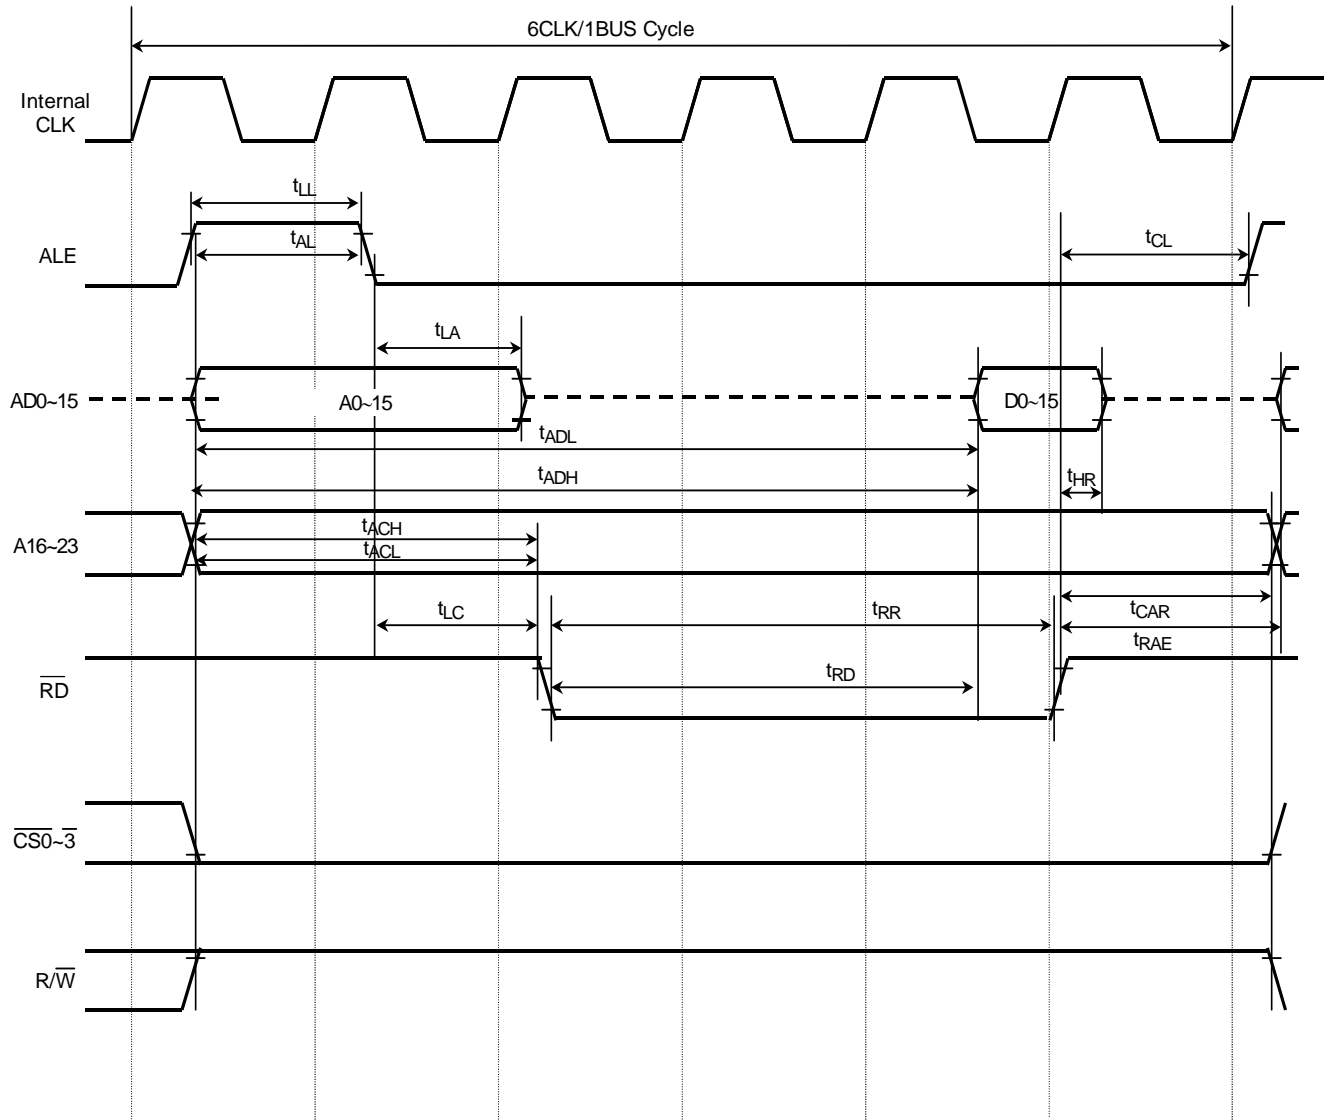 6CLK/1BUS Cycle
Internal
CLK
tLL
tAL
tCL
ALE
tLA
AD0~15
A0~15
D0~15
tADL
tADH
tHR
tACH
A16~23
tACL
tLC
tRR
tCAR
tRAE
tRD
RD
CS0~3
R/W